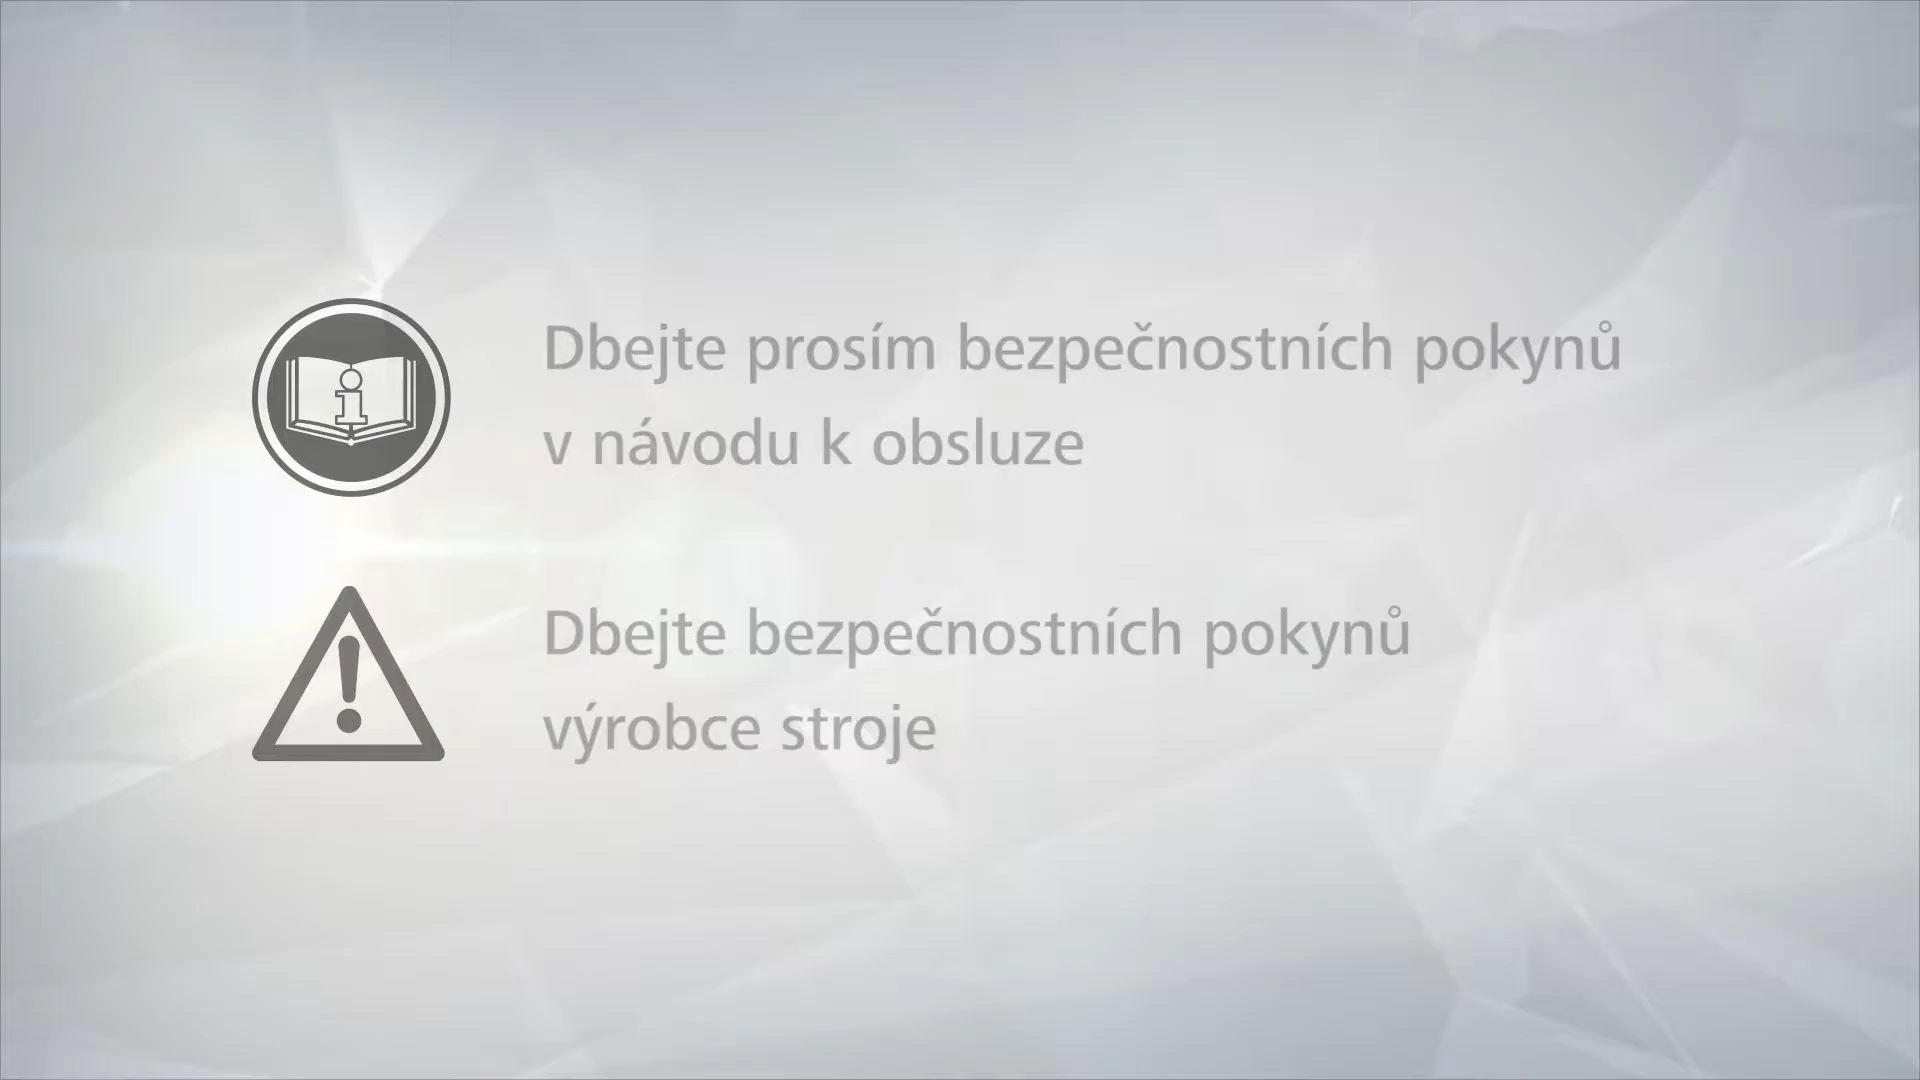 Dbejte prosím bezpečnostních pokynů
v návodu k obsluze
Dbejte bezpečnostních pokynů
výrobce stroje